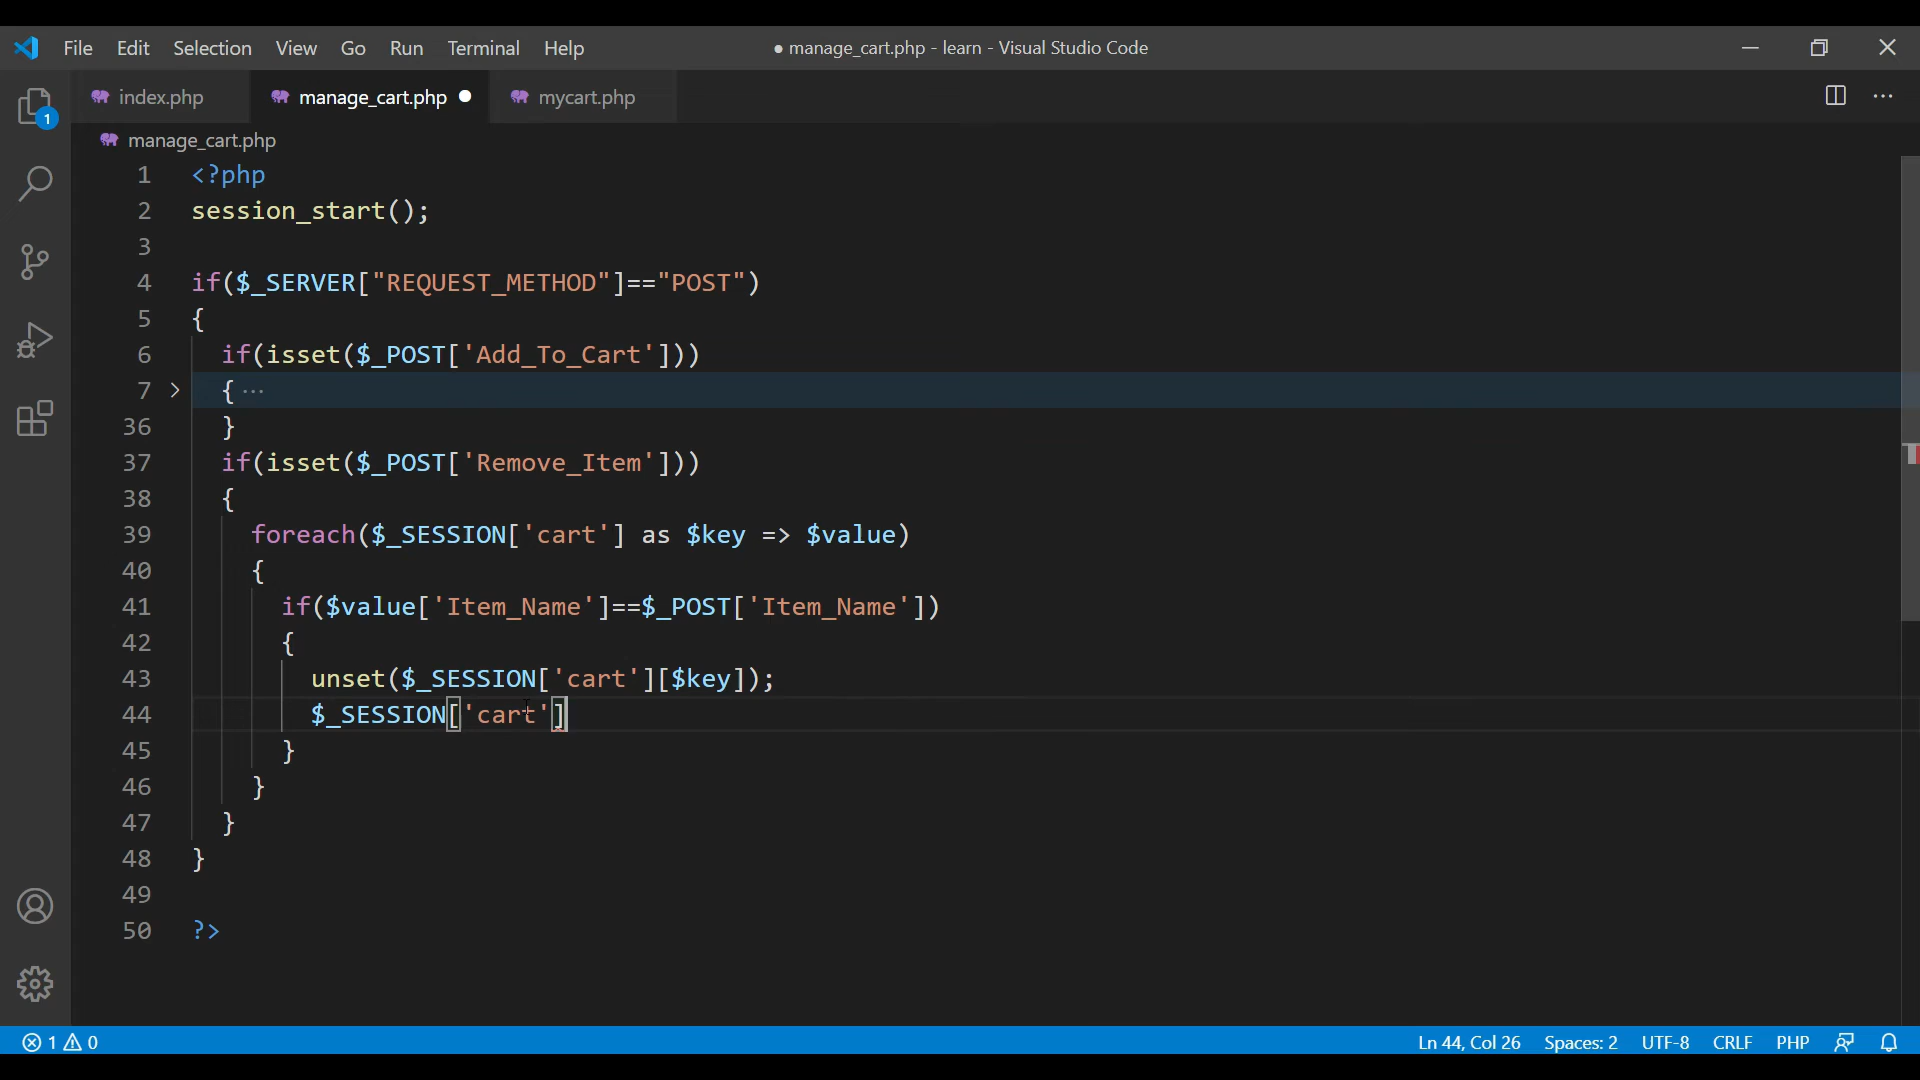 File Edit Selection View Go Run Terminal Help ● manage_cart.php - learn - Visual Studio Code
index.php manage_cart.php mycart.php
manage_cart.php
1 <?php
2 session_start();
3
4 if($_SERVER["REQUEST_METHOD"]=="POST")
5 {
6   if(isset($_POST['Add_To_Cart']))
7   { ···
36   }
37   if(isset($_POST['Remove_Item']))
38   {
39     foreach($_SESSION['cart'] as $key => $value)
40     {
41       if($value['Item_Name']==$_POST['Item_Name'])
42       {
43         unset($_SESSION['cart'][$key]);
44         $_SESSION['cart']
45       }
46     }
47   }
48 }
49
50 ?>
1
1 0 Ln 44, Col 26 Spaces: 2 UTF-8 CRLF PHP